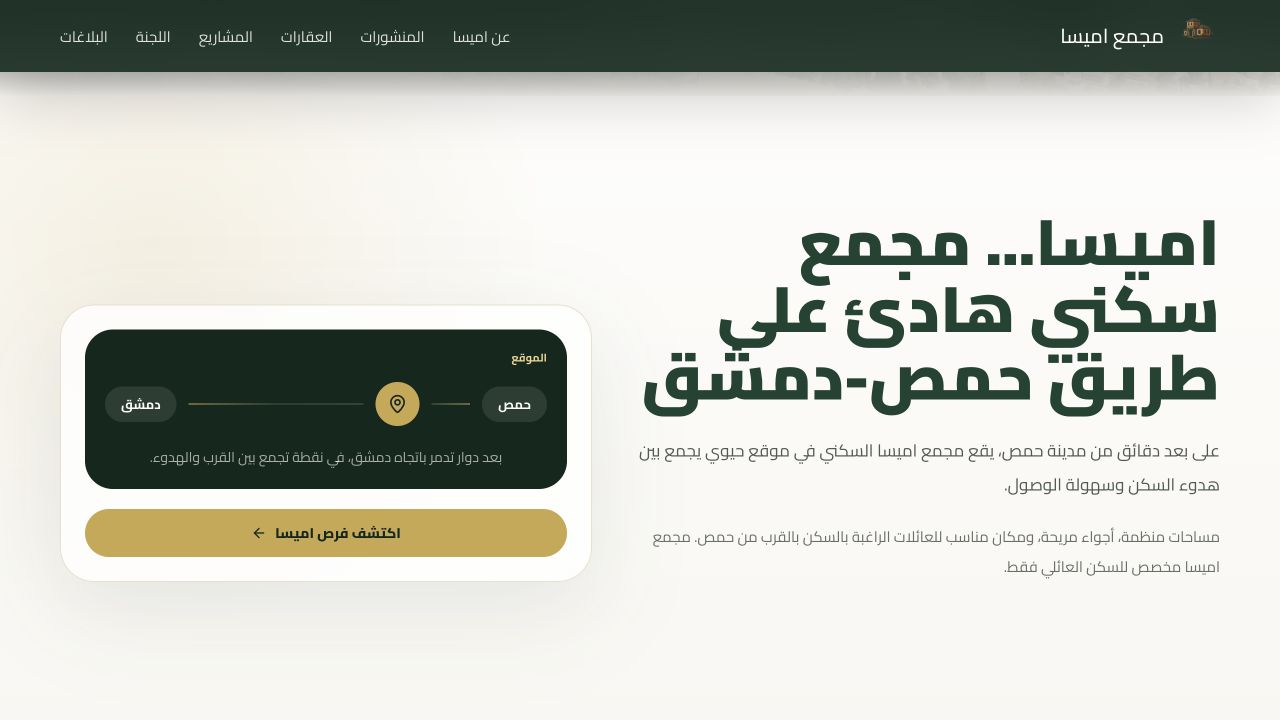 مجمع اميسا
عن اميسا
المنشورات
العقارات
المشاريع
اللجنة
البلاغات
اميسا... مجمع
سكني هادئ على
طريق حمص-دمشق
على بعد دقائق من مدينة حمص، يقع مجمع اميسا السكني في موقع حيوي يجمع بين
هدوء السكن وسهولة الوصول.
مساحات منظمة، أجواء مريحة، ومكان مناسب للعائلات الراغبة بالسكن بالقرب من حمص. مجمع
اميسا مخصص للسكن العائلي فقط.
الموقع
حمص
دمشق
بعد دوار تدمر باتجاه دمشق، في نقطة تجمع بين القرب والهدوء.
اكتشف فرص اميسا